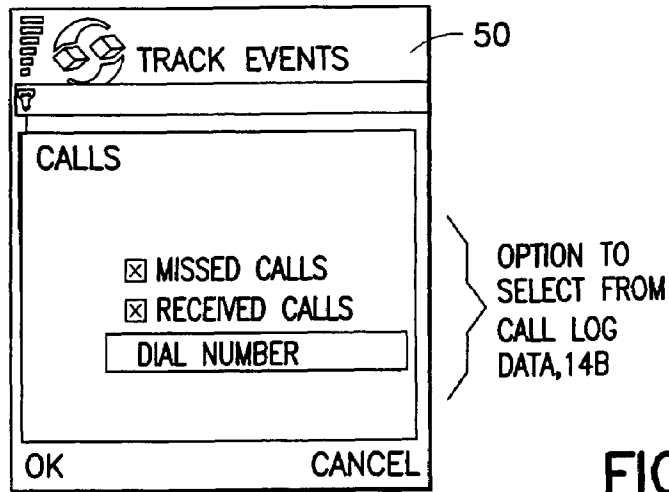 TRACK EVENTS
50
CALLS
MISSED CALLS
RECEIVED CALLS
DIAL NUMBER
OPTION TO
SELECT FROM
CALL LOG
DATA,14B
OK CANCEL
FIG